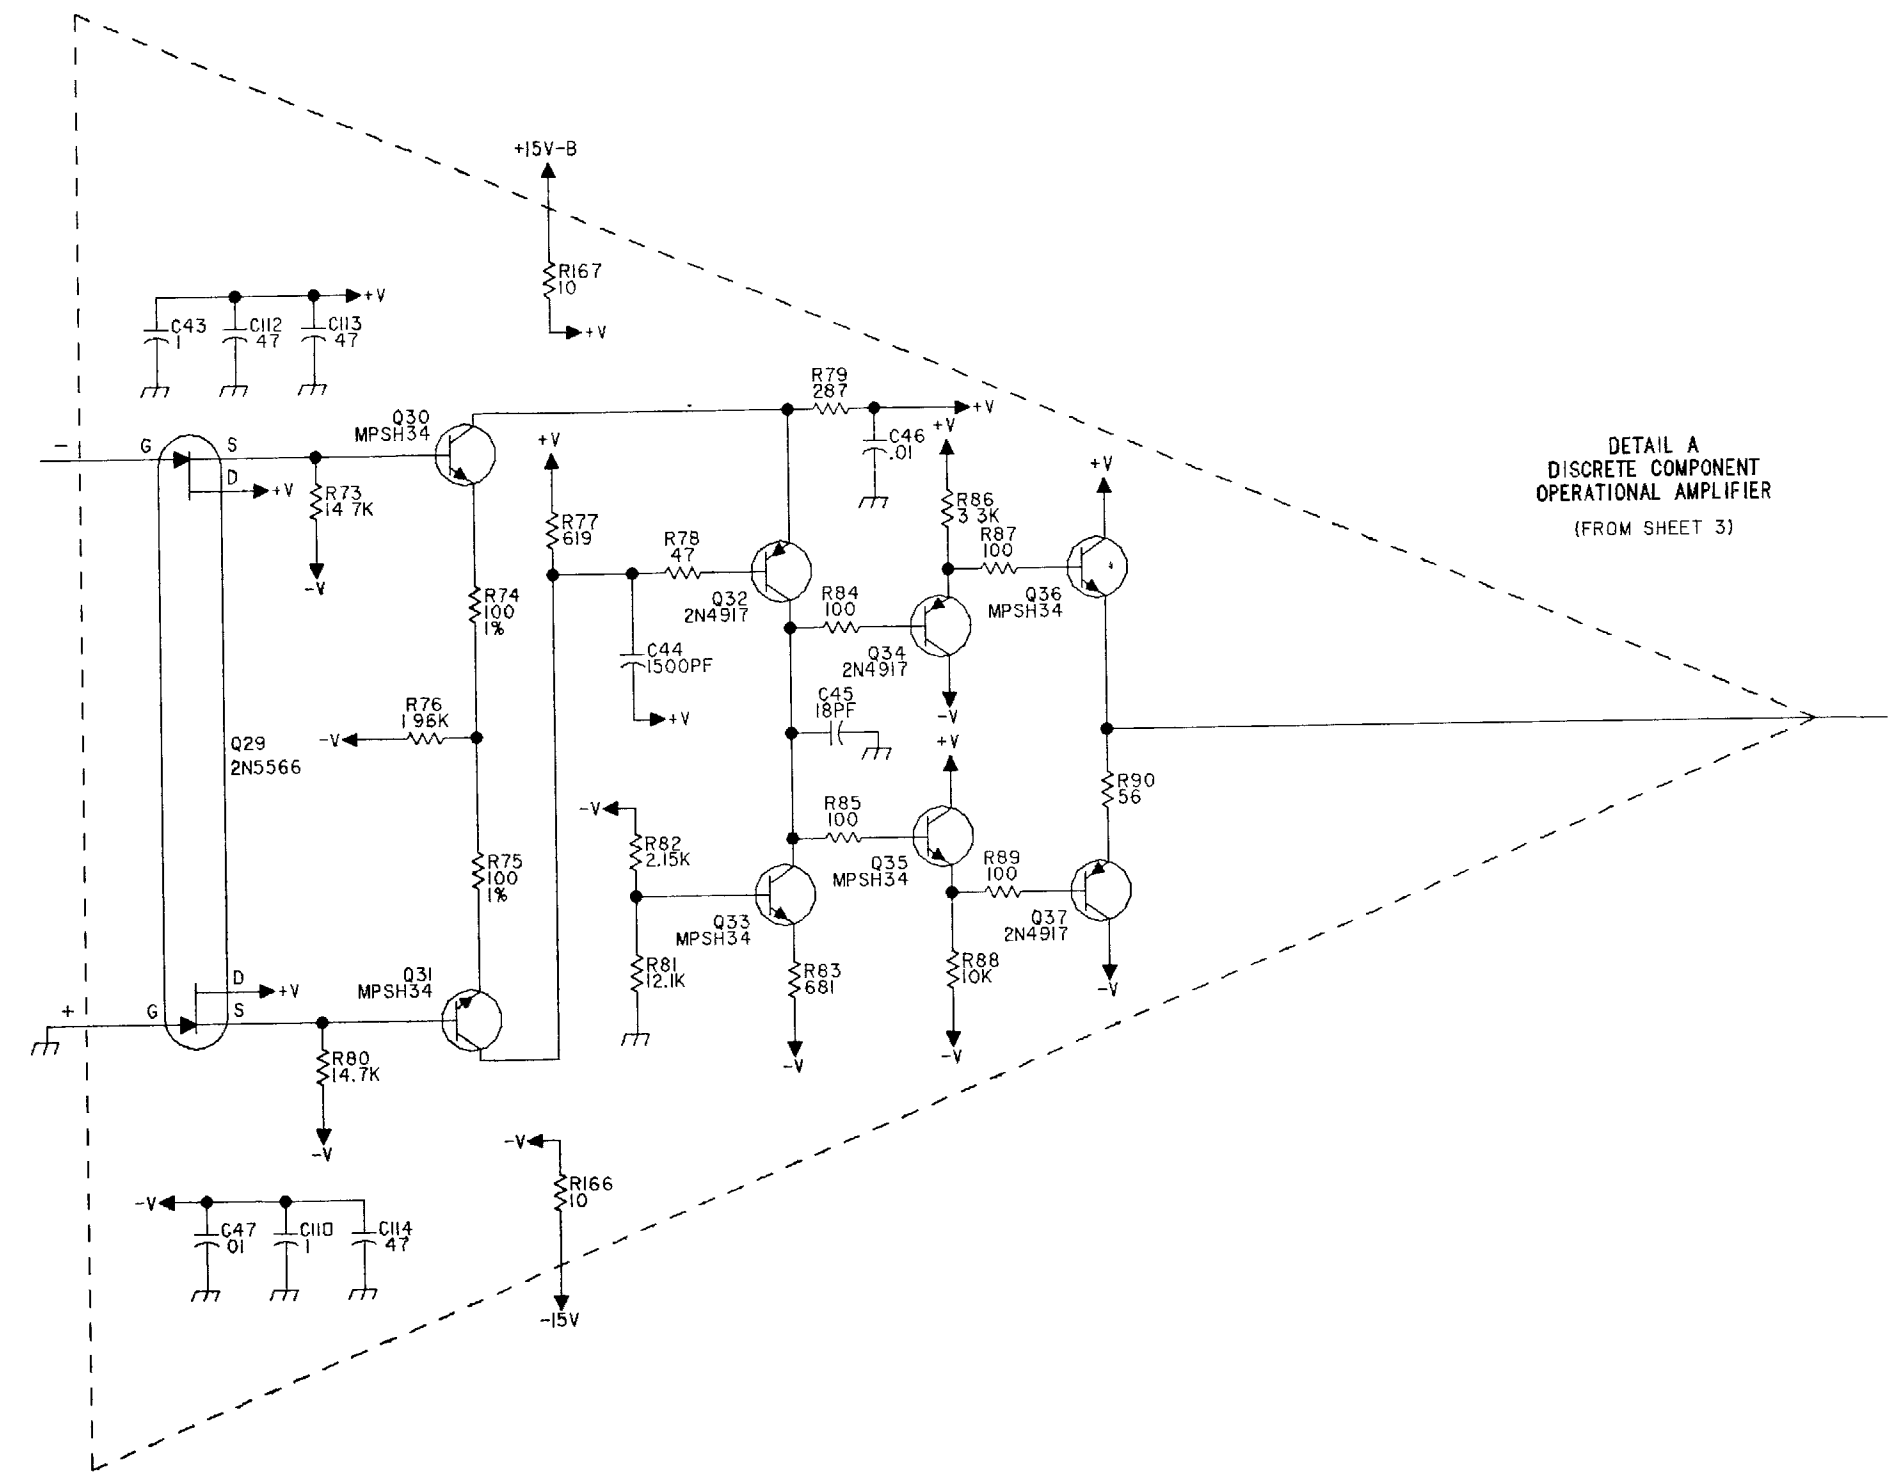 +15V-B
R167
10
+V
+V
C43
1
C112
47
C113
47
R79
287
+V
C46
.01
Q30
MPSH34
−
G
S
D
+V
R73
14 7K
-V
+V
R77
619
R78
47
Q32
2N4917
+V
R86
3 3K
R87
100
+V
Q36
MPSH34
DETAIL A
DISCRETE COMPONENT
OPERATIONAL AMPLIFIER
(FROM SHEET 3)
R74
100
1%
R84
100
Q34
2N4917
-V
C44
1500PF
+V
C45
18PF
R76
1 96K
-V
Q29
2N5566
+V
R90
56
-V
R82
2.15K
R85
100
Q35
MPSH34
R75
100
1%
R89
100
Q37
2N4917
-V
Q33
MPSH34
R81
12.1K
R83
681
-V
R88
10K
-V
Q31
MPSH34
+
G
D
S
+V
R80
14.7K
-V
-V
R166
10
-15V
-V
C47
01
C110
1
C114
47